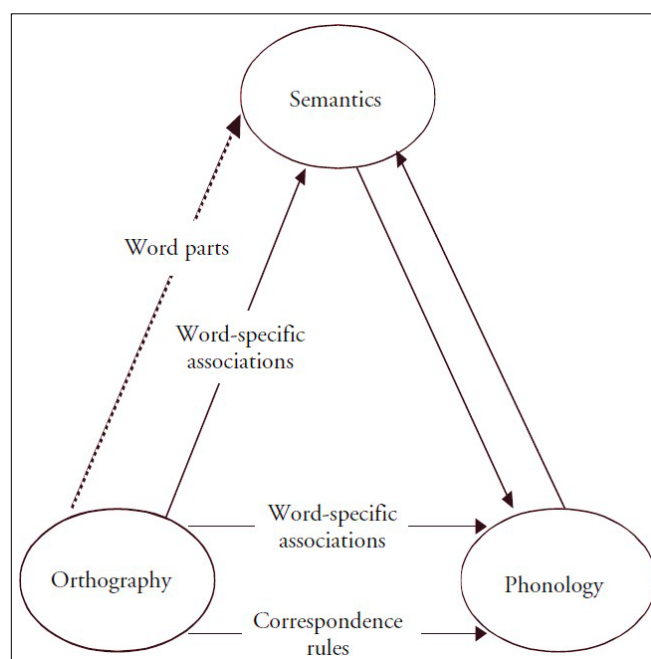 Semantics
Word parts
Word-specific
associations
Word-specific
associations
Orthography
Phonology
Correspondence
rules